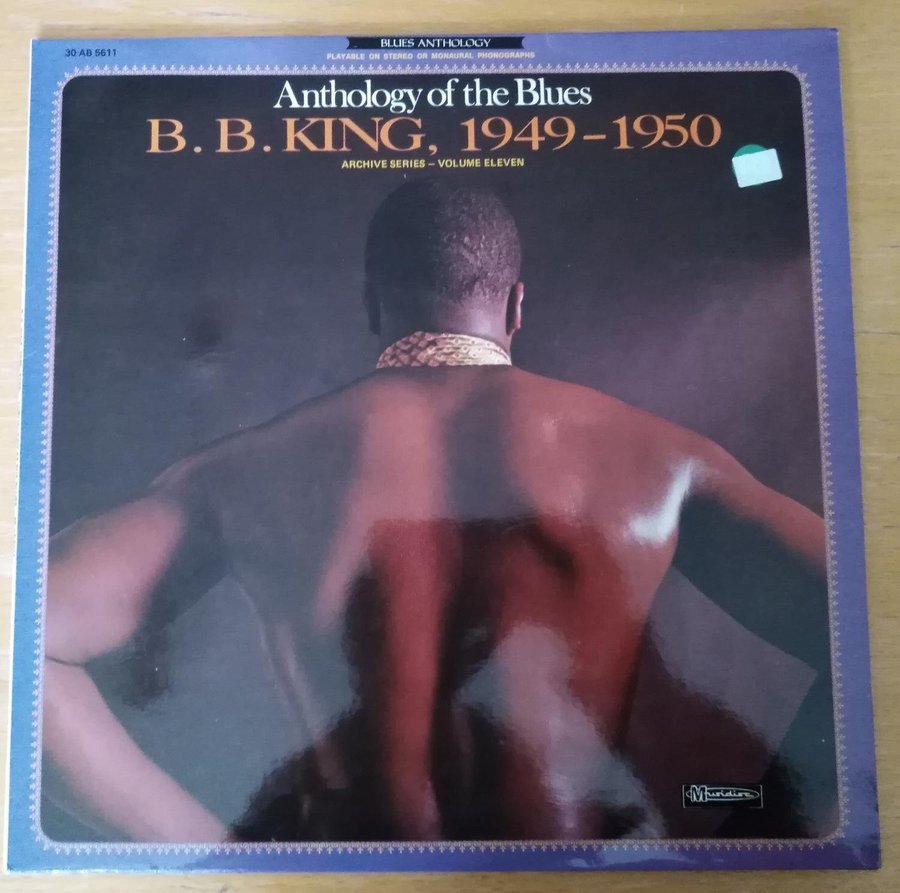 30 AB 5611
BLUES ANTHOLOGY
PLAYABLE ON STEREO OR MONAURAL PHONOGRAPHS
Anthology of the Blues
B. B. KING, 1949-1950
ARCHIVE SERIES - VOLUME ELEVEN
Musidisc